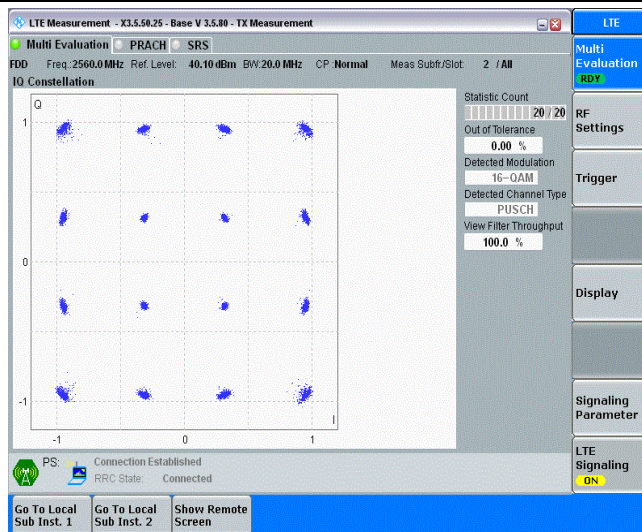 LTE Measurement - X3.5.50.25 - Base V 3.5.80 - TX Measurement
LTE
Multi Evaluation PRACH SRS
Multi
Evaluation
RDY
FDD Freq.:2560.0 MHz Ref. Level: 40.10 dBm BW:20.0 MHz CP :Normal Meas Subfr./Slot: 2 / All
IQ Constellation
Q
1
0
-1
I
-1 0 1
Statistic Count
20 / 20
Out of Tolerance
0.00 %
Detected Modulation
16-QAM
Detected Channel Type
PUSCH
View Filter Throughput
100.0 %
RF
Settings
Trigger
Display
Signaling
Parameter
LTE
Signaling
ON
PS: Connection Established
RRC State: Connected
Go To Local
Sub Inst. 1
Go To Local
Sub Inst. 2
Show Remote
Screen